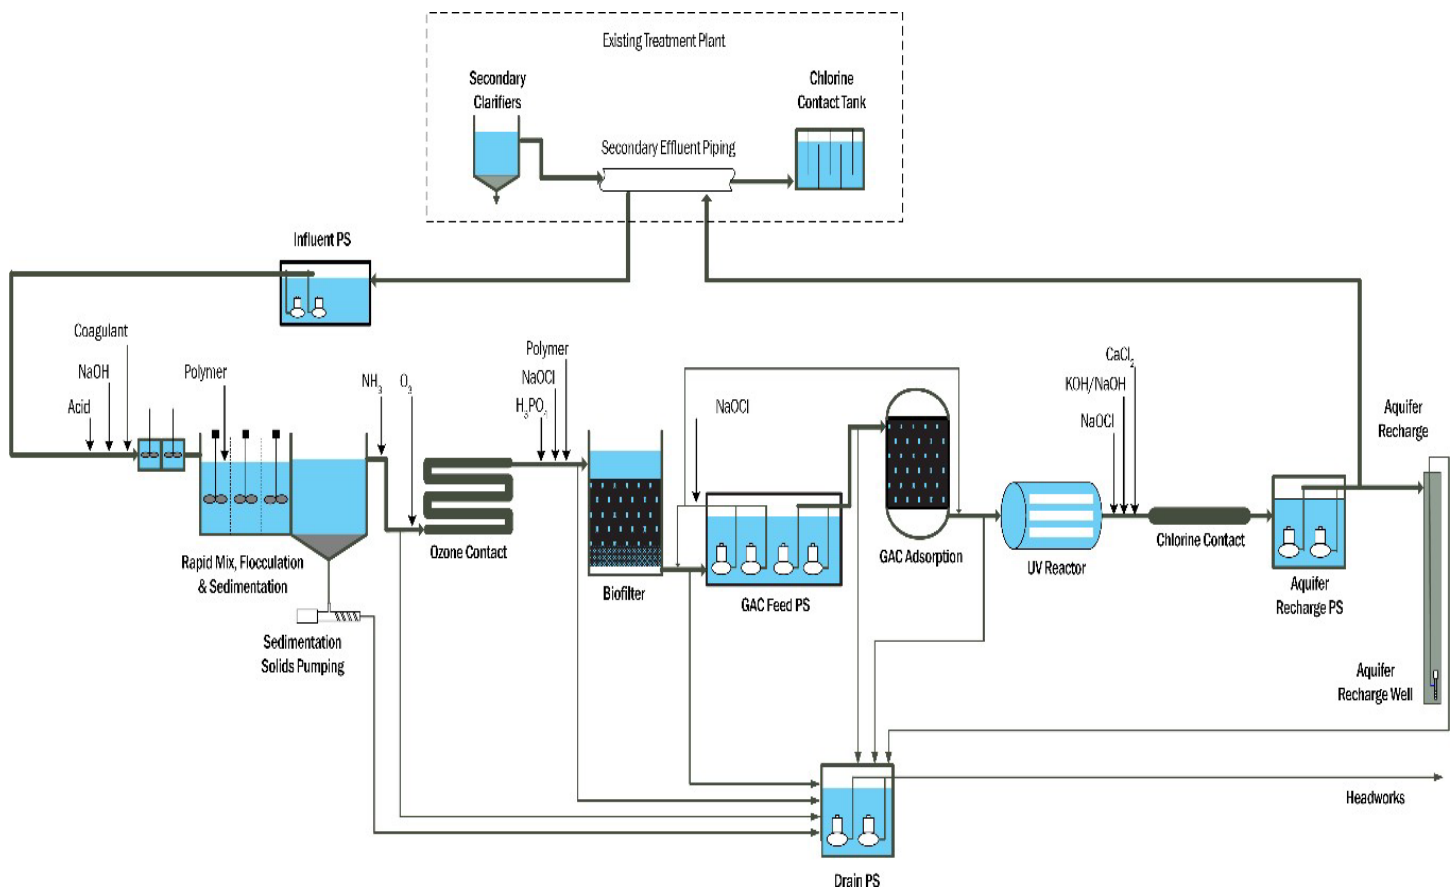 Existing Treatment Plant
Secondary
Clarifiers
Chlorine
Contact Tank
Secondary Effluent Piping
Influent PS
Coagulant
NaOH
Acid
Polymer
NH₃
O₃
Polymer
NaOCl
H₃PO₄
NaOCl
CaCl₂
KOH/NaOH
NaOCl
Aquifer
Recharge
Rapid Mix, Flocculation
& Sedimentation
Ozone Contact
Biofilter
GAC Feed PS
GAC Adsorption
UV Reactor
Chlorine Contact
Aquifer
Recharge PS
Sedimentation
Solids Pumping
Aquifer
Recharge Well
Headworks
Drain PS